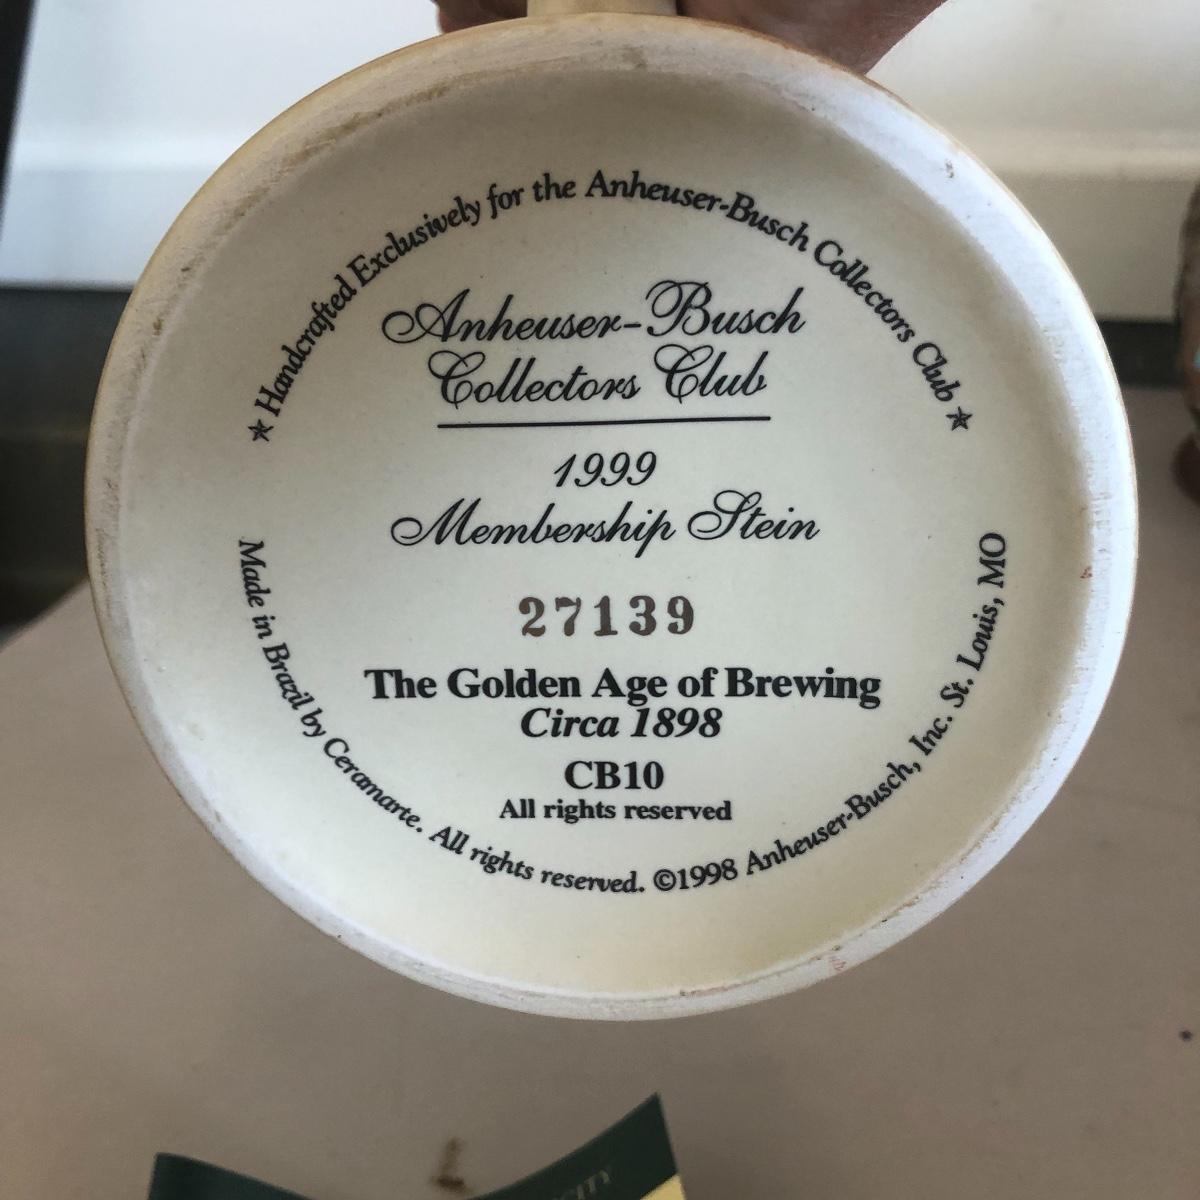 ★ Handcrafted Exclusively for the Anheuser-Busch Collectors Club ★
Anheuser-Busch
Collectors Club
1999
Membership Stein
27139
The Golden Age of Brewing
Circa 1898
CB10
All rights reserved
Made in Brazil by Ceramarte. All rights reserved. ©1998 Anheuser-Busch, Inc. St. Louis, MO